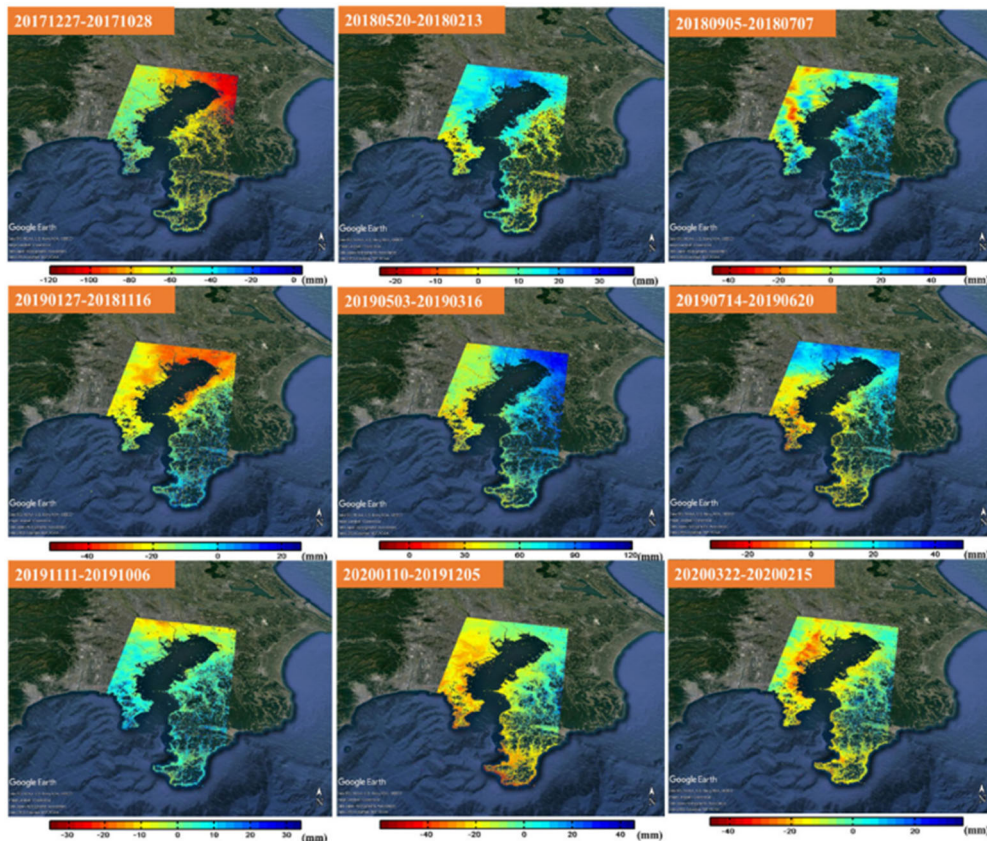 20171227-20171028
20180520-20180213
20180905-20180707
Google Earth
Google Earth
Google Earth
N
N
N
-120 -100 -80 -60 -40 -20 0 (mm)
-20 -10 0 10 20 30 (mm)
-40 -20 0 20 40 (mm)
20190127-20181116
20190503-20190316
20190714-20190620
Google Earth
Google Earth
Google Earth
N
N
N
-40 -20 0 20 (mm)
0 30 60 90 120 (mm)
-20 0 20 40 (mm)
20191111-20191006
20200110-20191205
20200322-20200215
Google Earth
Google Earth
Google Earth
N
N
N
-30 -20 -10 0 10 20 30 (mm)
-40 -20 0 20 40 (mm)
-40 -20 0 20 (mm)